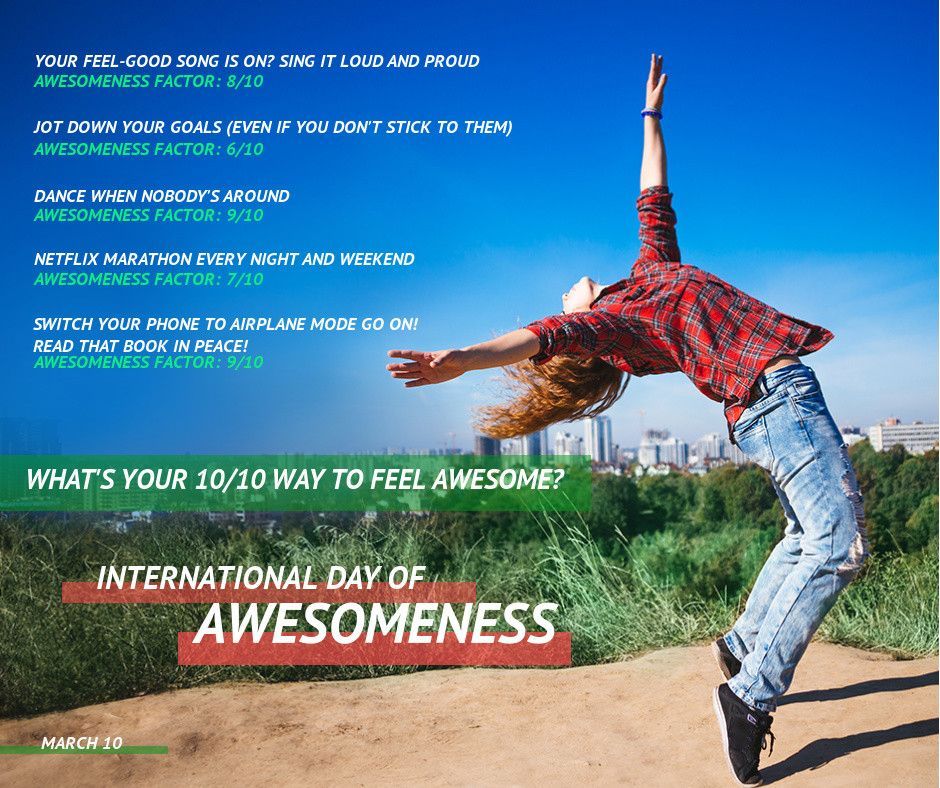 YOUR FEEL-GOOD SONG IS ON? SING IT LOUD AND PROUD
AWESOMENESS FACTOR: 8/10
JOT DOWN YOUR GOALS (EVEN IF YOU DON'T STICK TO THEM)
AWESOMENESS FACTOR: 6/10
DANCE WHEN NOBODY'S AROUND
AWESOMENESS FACTOR: 9/10
NETFLIX MARATHON EVERY NIGHT AND WEEKEND
AWESOMENESS FACTOR: 7/10
SWITCH YOUR PHONE TO AIRPLANE MODE GO ON!
READ THAT BOOK IN PEACE!
AWESOMENESS FACTOR: 9/10
WHAT'S YOUR 10/10 WAY TO FEEL AWESOME?
INTERNATIONAL DAY OF
AWESOMENESS
MARCH 10